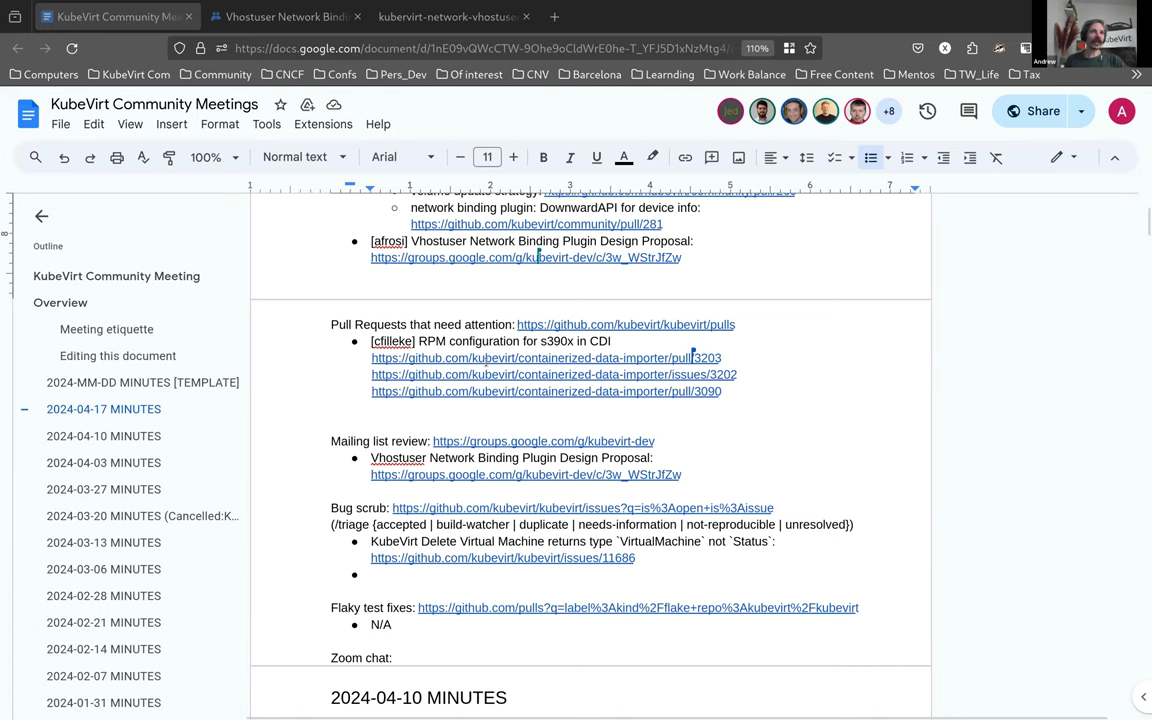 KubeVirt Community Mee
Vhostuser Network Bindi
kubervirt-network-vhostuse
https://docs.google.com/document/d/1nE09vQWcCTW-9Ohe9oCldWrE0he-T_YFJ5D1xNzMtg4/
110%
Andrew
Computers
KubeVirt Com
Community
CNCF
Confs
Pers_Dev
Of interest
CNV
Barcelona
Learnding
Work Balance
Free Content
Mentos
TW_Life
Tax
KubeVirt Community Meetings
File Edit View Insert Format Tools Extensions Help
+8
Share
A
100%
Normal text
Arial
11
1 1 2 3 4 5 6 7
Outline
KubeVirt Community Meeting
Overview
Meeting etiquette
Editing this document
2024-MM-DD MINUTES [TEMPLATE]
2024-04-17 MINUTES
2024-04-10 MINUTES
2024-04-03 MINUTES
2024-03-27 MINUTES
2024-03-20 MINUTES (Cancelled:K...
2024-03-13 MINUTES
2024-03-06 MINUTES
2024-02-28 MINUTES
2024-02-21 MINUTES
2024-02-14 MINUTES
2024-02-07 MINUTES
2024-01-31 MINUTES
network binding plugin: DownwardAPI for device info:
https://github.com/kubevirt/community/pull/281
[afrosi] Vhostuser Network Binding Plugin Design Proposal:
https://groups.google.com/g/kubevirt-dev/c/3w_WStrJfZw
Pull Requests that need attention: https://github.com/kubevirt/kubevirt/pulls
[cfilleke] RPM configuration for s390x in CDI
https://github.com/kubevirt/containerized-data-importer/pull/3203
https://github.com/kubevirt/containerized-data-importer/issues/3202
https://github.com/kubevirt/containerized-data-importer/pull/3090
Mailing list review: https://groups.google.com/g/kubevirt-dev
Vhostuser Network Binding Plugin Design Proposal:
https://groups.google.com/g/kubevirt-dev/c/3w_WStrJfZw
Bug scrub: https://github.com/kubevirt/kubevirt/issues?q=is%3Aopen+is%3Aissue
(/triage {accepted | build-watcher | duplicate | needs-information | not-reproducible | unresolved})
KubeVirt Delete Virtual Machine returns type `VirtualMachine` not `Status`:
https://github.com/kubevirt/kubevirt/issues/11686
Flaky test fixes: https://github.com/pulls?q=label%3Akind%2Fflake+repo%3Akubevirt%2Fkubevirt
N/A
Zoom chat:
2024-04-10 MINUTES